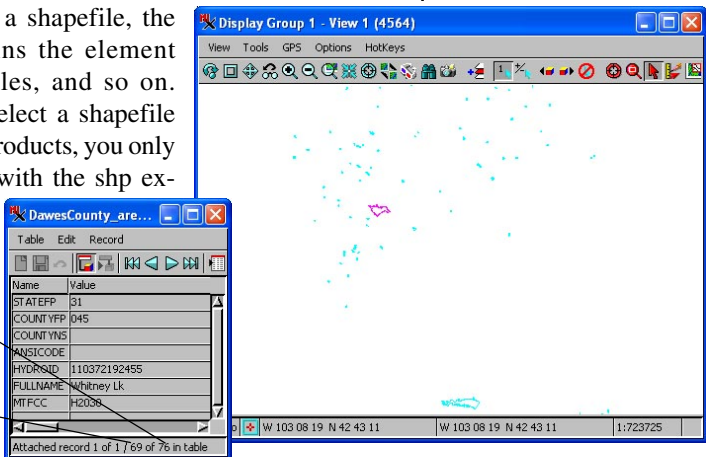 a shapefile, the
ns the element
les, and so on.
elect a shapefile
roducts, you only
with the shp ex-
Display Group 1 - View 1 (4564)
View Tools GPS Options HotKeys
W 103 08 19 N 42 43 11
W 103 08 19 N 42 43 11
1:723725
DawesCounty_are...
Table Edit Record
Name Value
STATEFP 31
COUNTYFP 045
COUNTYNS
ANSICODE
HYDROID 110372192455
FULLNAME Whitney Lk
MTFCC H2030
Attached record 1 of 1 / 69 of 76 in table